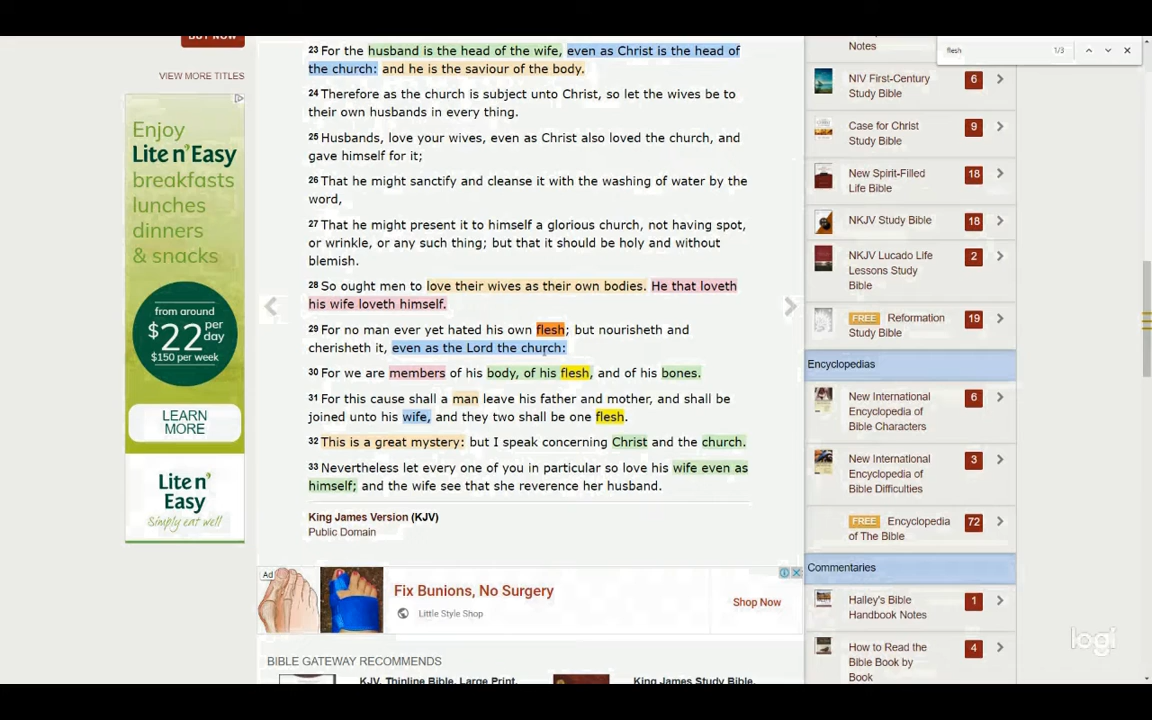 BUY NOW
VIEW MORE TITLES
Enjoy
Lite n' Easy
breakfasts
lunches
dinners
& snacks
from around
$22 per day
$150 per week
LEARN
MORE
Lite n'
Easy
Simply eat well
23 For the husband is the head of the wife, even as Christ is the head of
the church: and he is the saviour of the body.
24 Therefore as the church is subject unto Christ, so let the wives be to
their own husbands in every thing.
25 Husbands, love your wives, even as Christ also loved the church, and
gave himself for it;
26 That he might sanctify and cleanse it with the washing of water by the
word,
27 That he might present it to himself a glorious church, not having spot,
or wrinkle, or any such thing; but that it should be holy and without
blemish.
28 So ought men to love their wives as their own bodies. He that loveth
his wife loveth himself.
29 For no man ever yet hated his own flesh; but nourisheth and
cherisheth it, even as the Lord the church:
30 For we are members of his body, of his flesh, and of his bones.
31 For this cause shall a man leave his father and mother, and shall be
joined unto his wife, and they two shall be one flesh.
32 This is a great mystery: but I speak concerning Christ and the church.
33 Nevertheless let every one of you in particular so love his wife even as
himself; and the wife see that she reverence her husband.
King James Version (KJV)
Public Domain
Ad
Fix Bunions, No Surgery
Little Style Shop
Shop Now
BIBLE GATEWAY RECOMMENDS
KJV, Thinline Bible, Large Print,
King James Study Bible,
flesh 1/3
Notes
NIV First-Century
Study Bible 6
Case for Christ
Study Bible 9
New Spirit-Filled
Life Bible 18
NKJV Study Bible 18
NKJV Lucado Life
Lessons Study
Bible 2
FREE Reformation
Study Bible 19
Encyclopedias
New International
Encyclopedia of
Bible Characters 6
New International
Encyclopedia of
Bible Difficulties 3
FREE Encyclopedia
of The Bible 72
Commentaries
Halley's Bible
Handbook Notes 1
How to Read the
Bible Book by
Book 4
logi